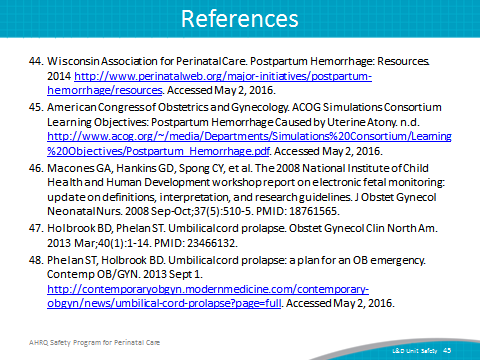 References
44. Wisconsin Association for Perinatal Care. Postpartum Hemorrhage: Resources.
2014 http://www.perinatalweb.org/major-initiatives/postpartum-
hemorrhage/resources. Accessed May 2, 2016.
45. American Congress of Obstetrics and Gynecology. ACOG Simulations Consortium
Learning Objectives: Postpartum Hemorrhage Caused by Uterine Atony. n.d.
http://www.acog.org/~/media/Departments/Simulations%20Consortium/Learning
%20Objectives/Postpartum_Hemorrhage.pdf. Accessed May 2, 2016.
46. Macones GA, Hankins GD, Spong CY, et al. The 2008 National Institute of Child
Health and Human Development workshop report on electronic fetal monitoring:
update on definitions, interpretation, and research guidelines. J Obstet Gynecol
Neonatal Nurs. 2008 Sep-Oct;37(5):510-5. PMID: 18761565.
47. Holbrook BD, Phelan ST. Umbilical cord prolapse. Obstet Gynecol Clin North Am.
2013 Mar;40(1):1-14. PMID: 23466132.
48. Phelan ST, Holbrook BD. Umbilical cord prolapse: a plan for an OB emergency.
Contemp OB/GYN. 2013 Sept 1.
http://contemporaryobgyn.modernmedicine.com/contemporary-
obgyn/news/umbilical-cord-prolapse?page=full. Accessed May 2, 2016.
AHRQ Safety Program for Perinatal Care
L&D Unit Safety 45